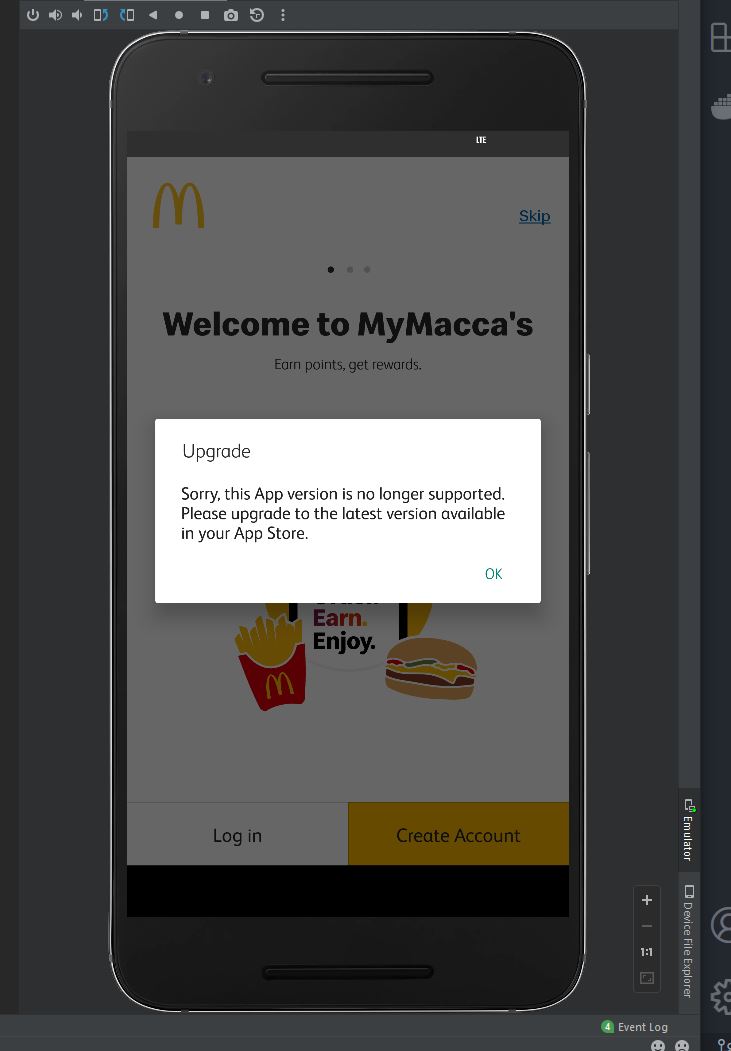 LTE
Skip
Welcome to MyMacca's
Earn points, get rewards.
Upgrade
Sorry, this App version is no longer supported.
Please upgrade to the latest version available
in your App Store.
OK
Earn.
Enjoy.
Log in
Create Account
Emulator
Device File Explorer
1:1
4 Event Log